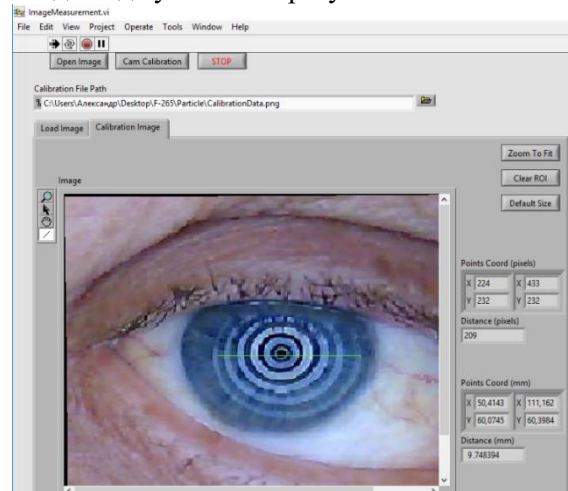 ImageMeasurement.vi
File Edit View Project Operate Tools Window Help
Open Image Cam Calibration STOP
Calibration File Path
C:\Users\Александр\Desktop\F-265\Particle\CalibrationData.png
Load Image Calibration Image
Zoom To Fit
Clear ROI
Default Size
Image
Points Coord (pixels)
X 224 X 433
Y 232 Y 232
Distance (pixels)
209
Points Coord (mm)
X 50,4143 X 111,162
Y 60,0745 Y 60,3984
Distance (mm)
9.748394